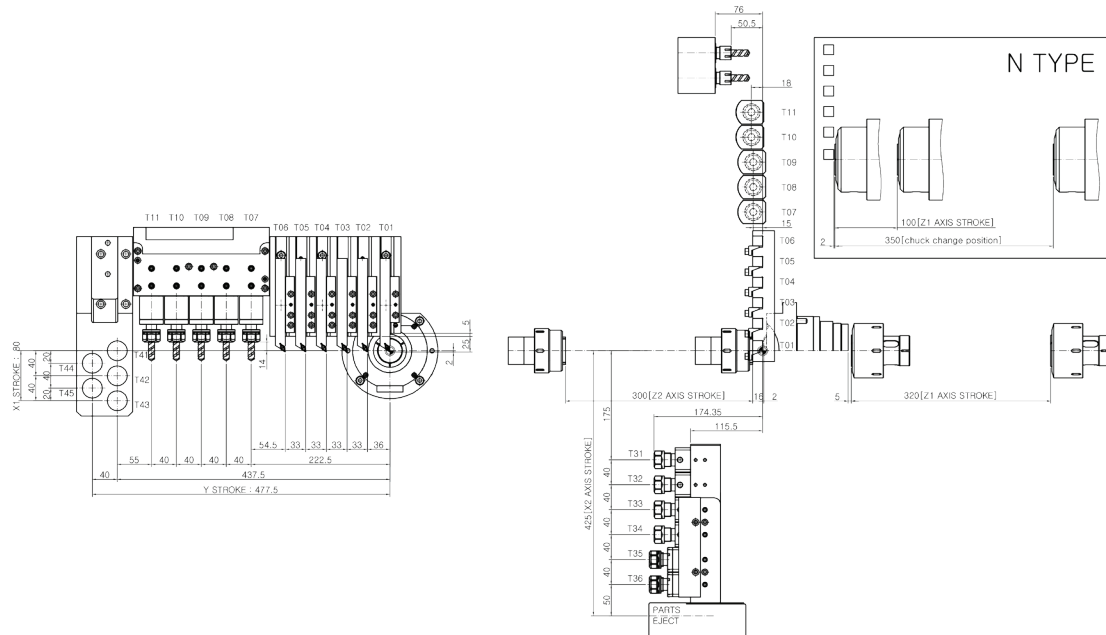 76
50.5
18
N TYPE
T11
T10
T09
T08
T07
15
T06
T05
T04
T03
T02
T01
100[Z1 AXIS STROKE]
350[chuck change position]
2
T11 T10 T09 T08 T07
T06 T05 T04 T03 T02 T01
5
25
2
14
X1 STROKE : 80
40
40
20
40
20
T41
T44
T42
T45
T43
54.5 33 33 33 33 36
55 40 40 40 40 222.5
40 437.5
Y STROKE : 477.5
300[Z2 AXIS STROKE] 16 2 5 320[Z1 AXIS STROKE]
174.35
115.5
175
425[X2 AXIS STROKE]
T31
40
T32
40
T33
40
T34
40
T35
40
T36
50
PARTS
EJECT